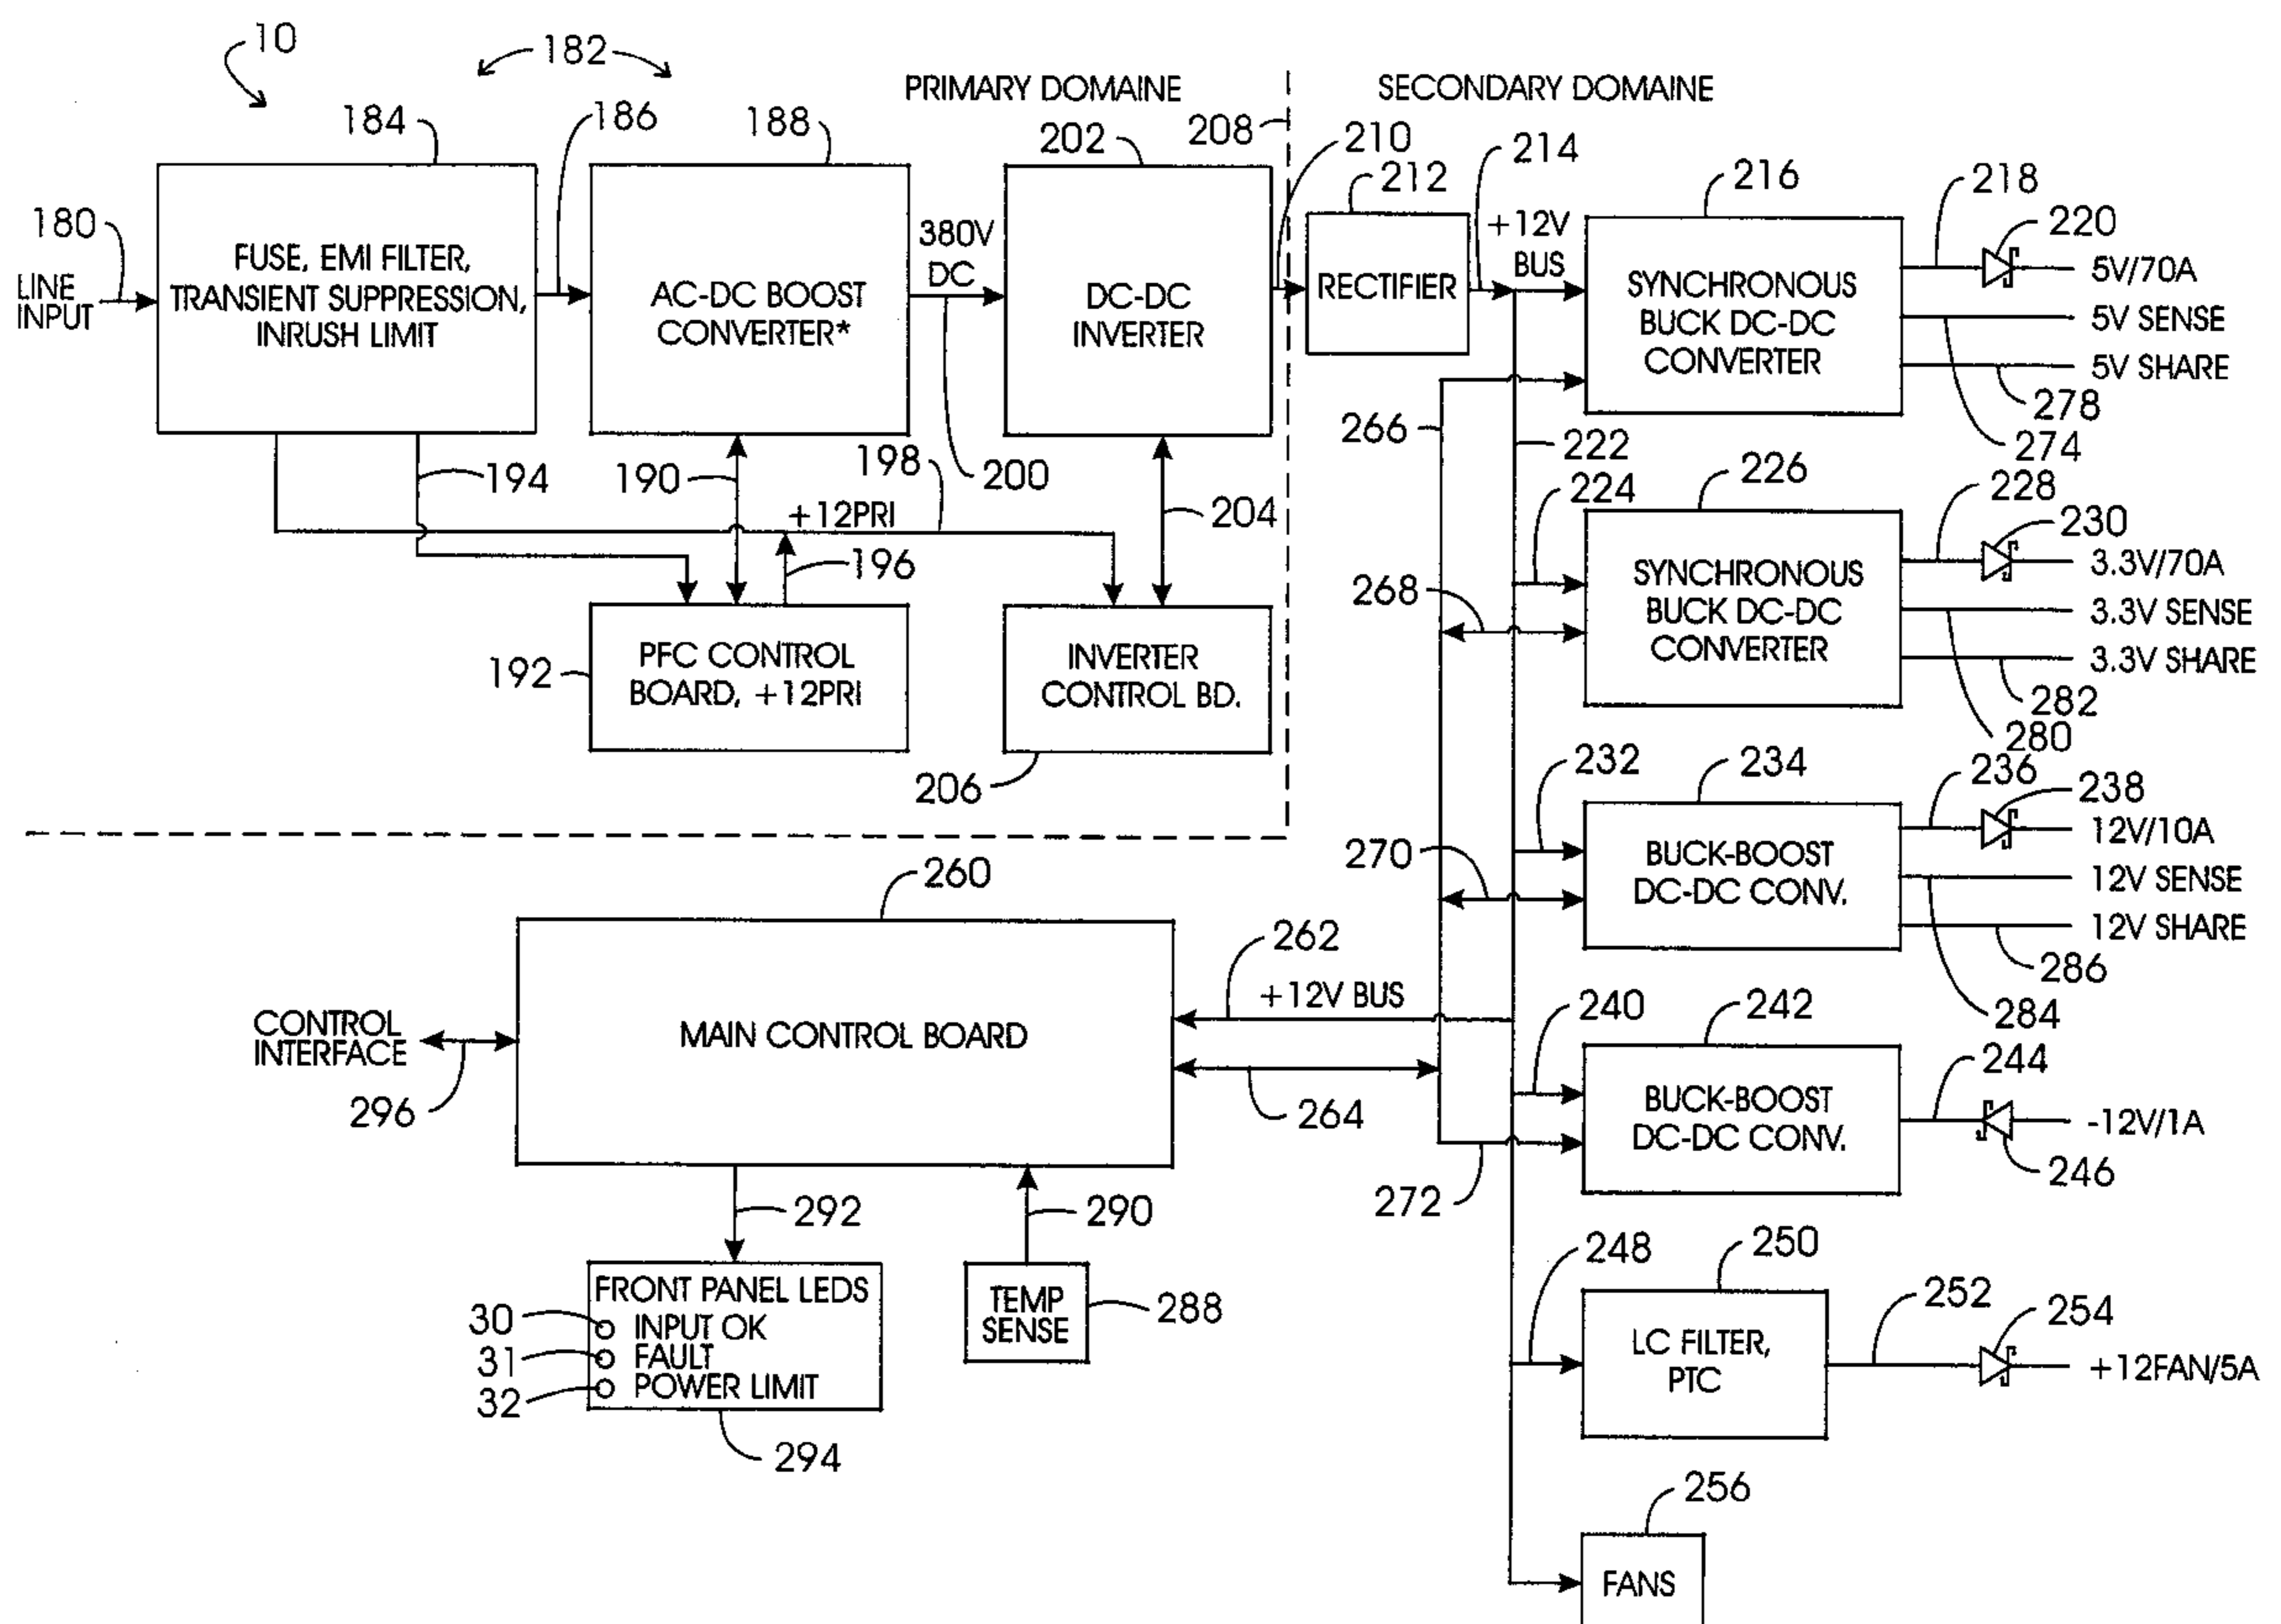 10
182
PRIMARY DOMAINE
SECONDARY DOMAINE
184
186
188
202
208
210
212
214
216
218
220
180
LINE
INPUT
FUSE, EMI FILTER,
TRANSIENT SUPPRESSION,
INRUSH LIMIT
AC-DC BOOST
CONVERTER*
380V
DC
DC-DC
INVERTER
RECTIFIER
+12V
BUS
SYNCHRONOUS
BUCK DC-DC
CONVERTER
5V/70A
5V SENSE
5V SHARE
278
274
194
190
198
200
204
266
222
224
226
228
230
+12PRI
196
192
PFC CONTROL
BOARD, +12PRI
INVERTER
CONTROL BD.
206
268
SYNCHRONOUS
BUCK DC-DC
CONVERTER
3.3V/70A
3.3V SENSE
3.3V SHARE
282
280
232
234
236
238
270
BUCK-BOOST
DC-DC CONV.
12V/10A
12V SENSE
12V SHARE
286
284
260
262
+12V BUS
264
CONTROL
INTERFACE
296
MAIN CONTROL BOARD
240
242
244
BUCK-BOOST
DC-DC CONV.
-12V/1A
246
272
292
290
FRONT PANEL LEDS
30
INPUT OK
31
FAULT
32
POWER LIMIT
294
TEMP
SENSE
288
248
250
252
254
LC FILTER,
PTC
+12FAN/5A
256
FANS